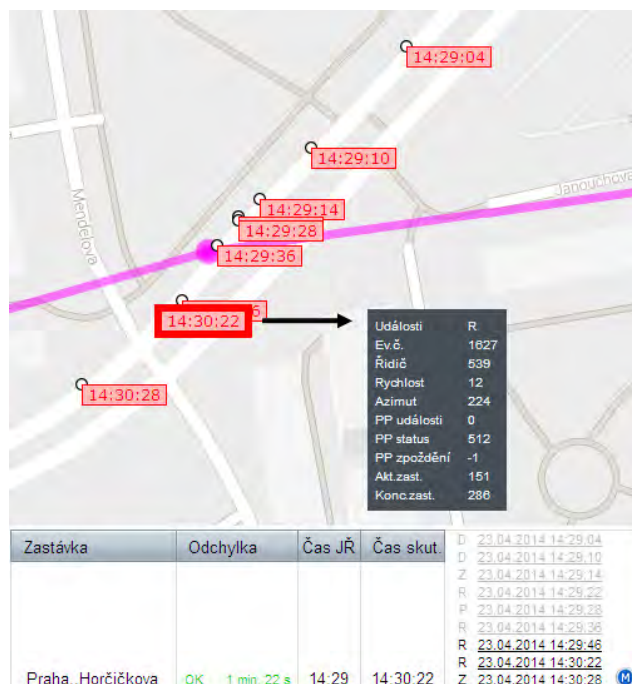 14:29:04
14:29:10
Janouchova
Mendelova
14:29:14
14:29:28
14:29:36
6
14:30:22
14:30:28
Události R
Ev.č. 1627
Řidič 539
Rychlost 12
Azimut 224
PP události 0
PP status 512
PP zpoždění -1
Akt.zast. 151
Konc.zast. 286
Zastávka Odchylka Čas JŘ Čas skut.
D 23.04.2014 14:29:04
D 23.04.2014 14:29:10
Z 23.04.2014 14:29:14
R 23.04.2014 14:29:22
P 23.04.2014 14:29:28
R 23.04.2014 14:29:36
R 23.04.2014 14:29:46
R 23.04.2014 14:30:22
Praha,,Horčičkova OK 1 min. 22 s 14:29 14:30:22 Z 23.04.2014 14:30:28 M